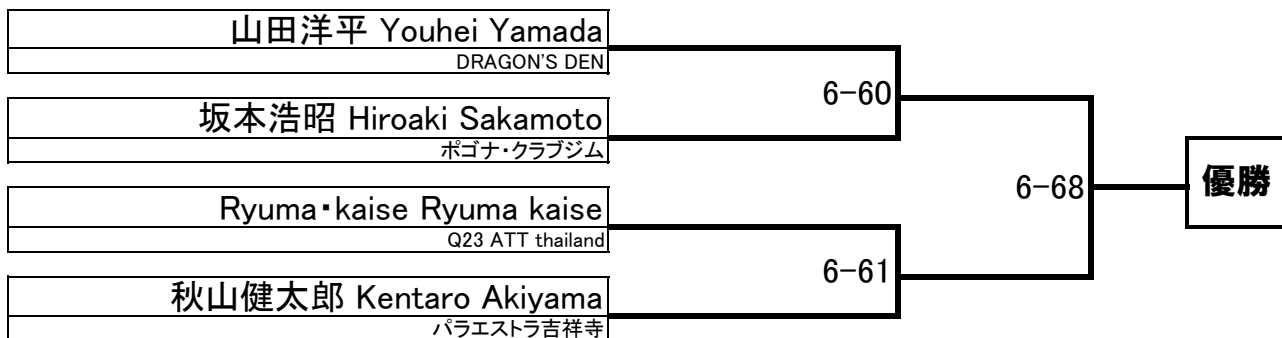 山田洋平 Youhei Yamada
DRAGON'S DEN
6-60
坂本浩昭 Hiroaki Sakamoto
ポゴナ・クラブジム
6-68
優勝
Ryuma・kaise Ryuma kaise
Q23 ATT thailand
6-61
秋山健太郎 Kentaro Akiyama
パラエストラ吉祥寺